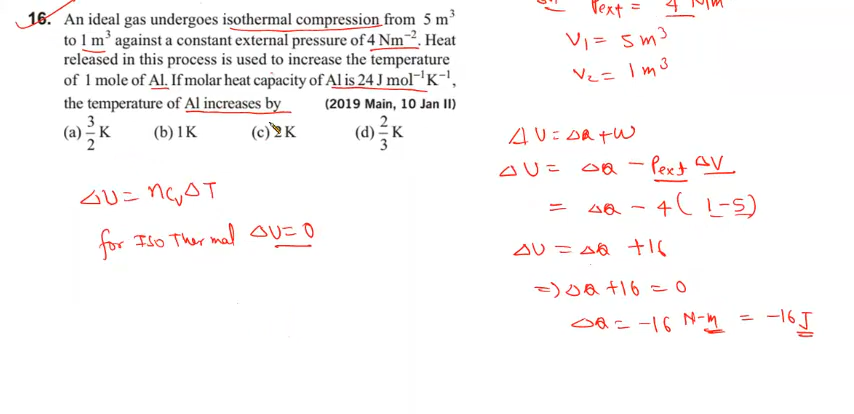 16. An ideal gas undergoes isothermal compression from 5 m³
to 1 m³ against a constant external pressure of 4 Nm⁻². Heat
released in this process is used to increase the temperature
of 1 mole of Al. If molar heat capacity of Al is 24 J mol⁻¹K⁻¹,
the temperature of Al increases by (2019 Main, 10 Jan II)
(a) 3/2 K (b) 1 K (c) 2 K (d) 2/3 K
ΔU = nCvΔT
for ISO Thermal ΔU = 0
Pext = 4 N/m
V₁ = 5 m³
V₂ = 1 m³
ΔU = ΔQ + W
ΔU = ΔQ - Pext ΔV
= ΔQ - 4 ( 1 - 5 )
ΔU = ΔQ + 16
=) ΔQ + 16 = 0
ΔQ = -16 N-m = -16 J